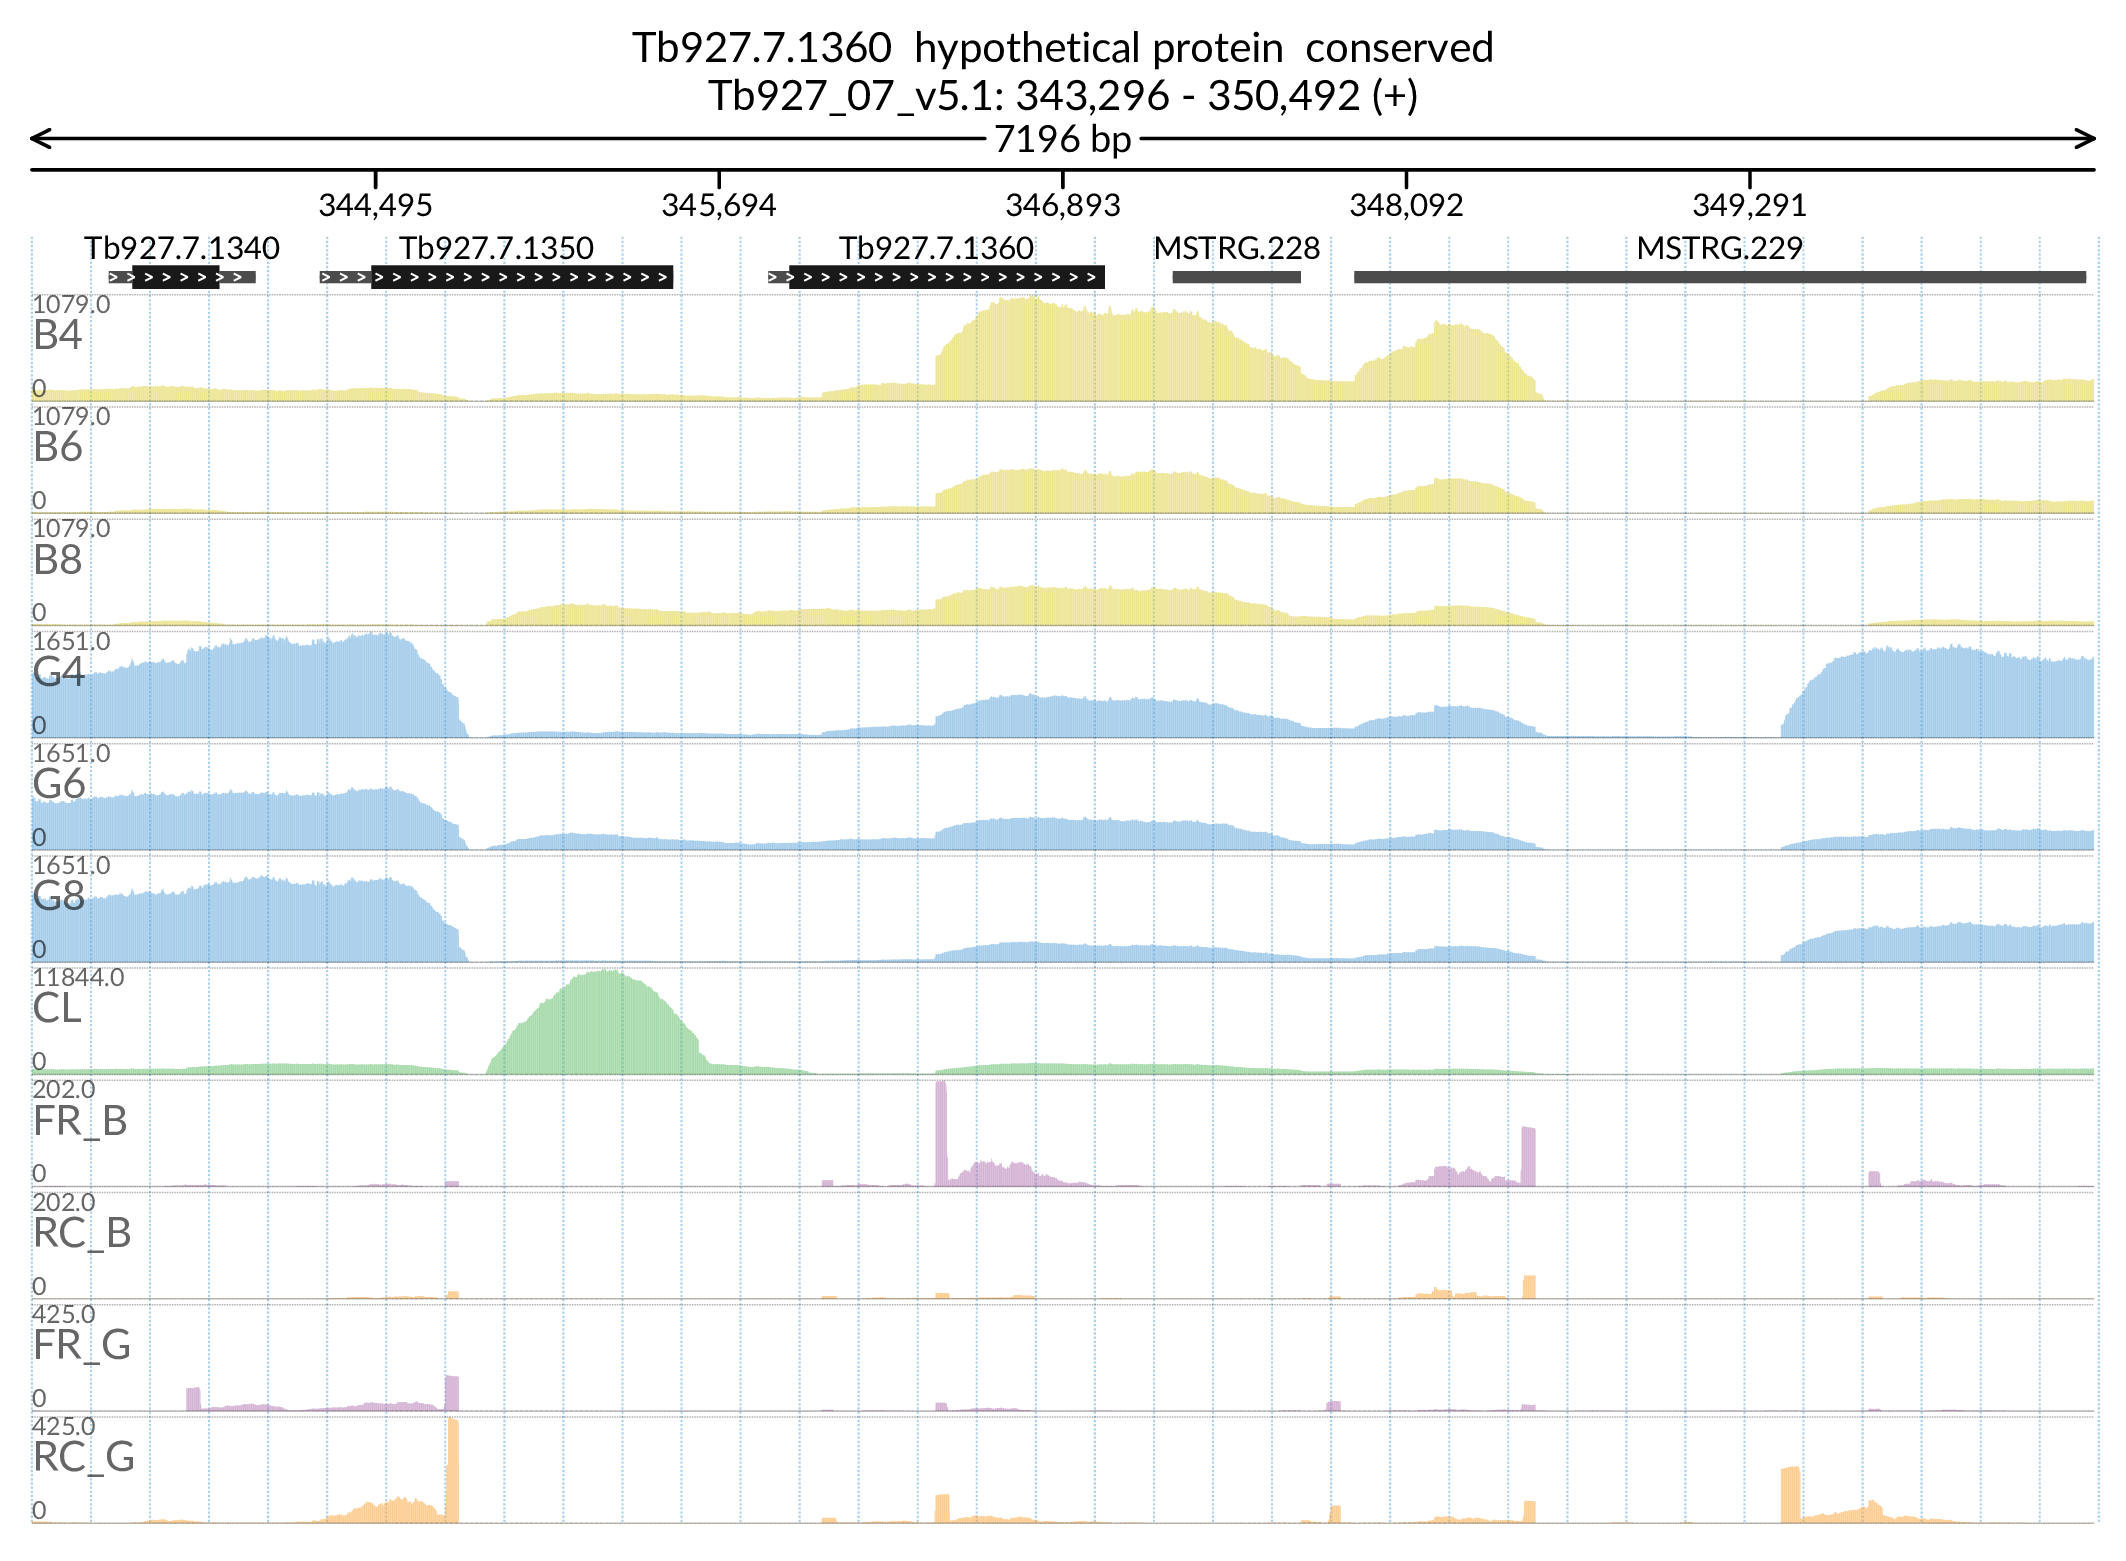 Tb927.7.1360 hypothetical protein conserved
Tb927_07_v5.1: 343,296 - 350,492 (+)
7196 bp
344,495 345,694 346,893 348,092 349,291
Tb927.7.1340 Tb927.7.1350 Tb927.7.1360 MSTRG.228 MSTRG.229
1079.0
B4
0
1079.0
B6
0
1079.0
B8
0
1651.0
G4
0
1651.0
G6
0
1651.0
G8
0
11844.0
CL
0
202.0
FR_B
0
202.0
RC_B
0
425.0
FR_G
0
425.0
RC_G
0